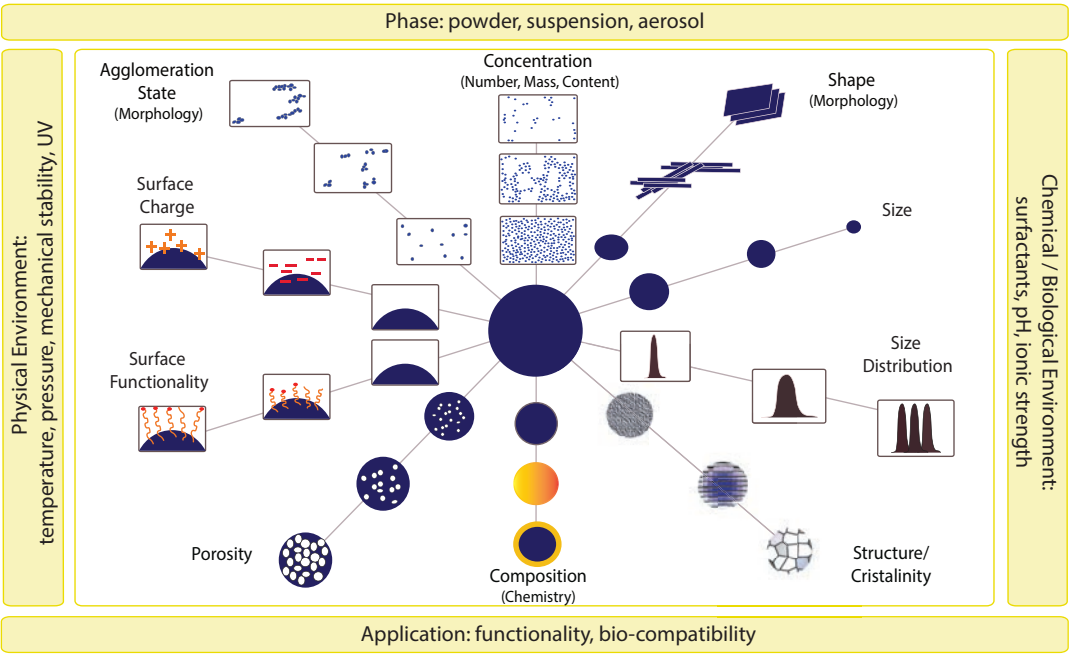 Phase: powder, suspension, aerosol
Physical Environment:
temperature, pressure, mechanical stability, UV
Agglomeration
State
(Morphology)
Concentration
(Number, Mass, Content)
Shape
(Morphology)
Surface
Charge
Size
Surface
Functionality
Size
Distribution
Porosity
Composition
(Chemistry)
Structure/
Cristalinity
Chemical / Biological Environment:
surfactants, pH, ionic strength
Application: functionality, bio-compatibility